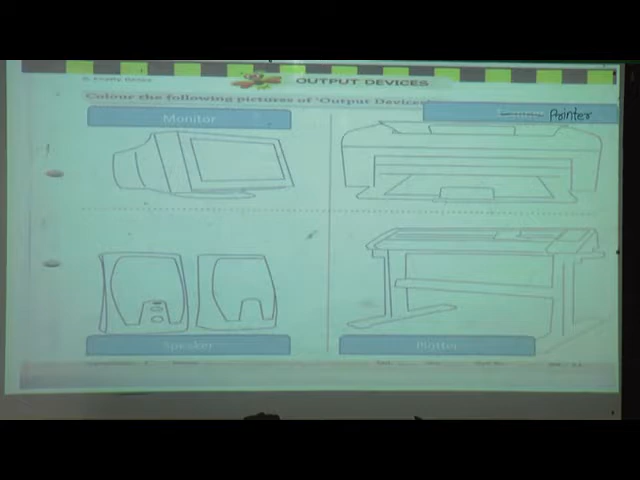 OUTPUT DEVICES
Colour the following pictures of 'Output Devices'
Monitor
Printer
Speaker
Plotter